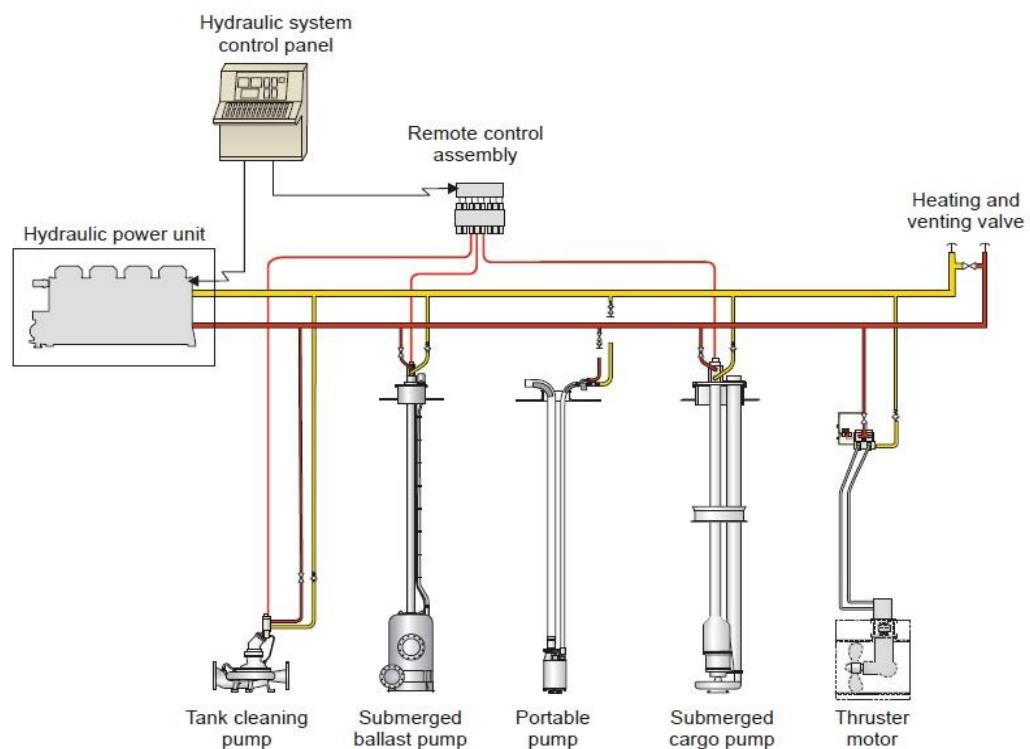 Hydraulic system
control panel
Remote control
assembly
Heating and
venting valve
Hydraulic power unit
Tank cleaning
pump
Submerged
ballast pump
Portable
pump
Submerged
cargo pump
Thruster
motor